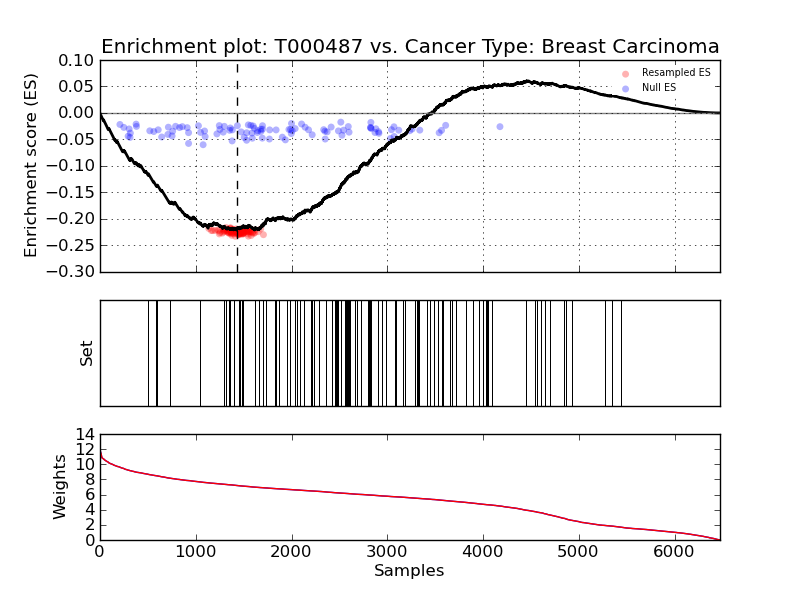 Enrichment plot: T000487 vs. Cancer Type: Breast Carcinoma
Enrichment score (ES)
0.10
0.05
0.00
−0.05
−0.10
−0.15
−0.20
−0.25
−0.30
Resampled ES
Null ES
Set
Weights
14
12
10
8
6
4
2
0
0 1000 2000 3000 4000 5000 6000
Samples